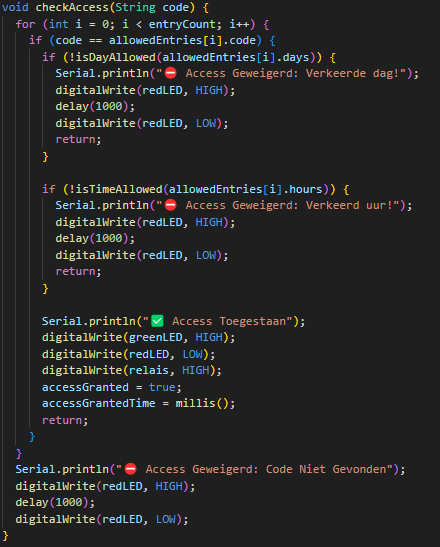 void checkAccess(String code) {
  for (int i = 0; i < entryCount; i++) {
    if (code == allowedEntries[i].code) {
      if (!isDayAllowed(allowedEntries[i].days)) {
        Serial.println("⛔ Access Geweigerd: Verkeerde dag!");
        digitalWrite(redLED, HIGH);
        delay(1000);
        digitalWrite(redLED, LOW);
        return;
      }

      if (!isTimeAllowed(allowedEntries[i].hours)) {
        Serial.println("⛔ Access Geweigerd: Verkeerd uur!");
        digitalWrite(redLED, HIGH);
        delay(1000);
        digitalWrite(redLED, LOW);
        return;
      }

      Serial.println("✅ Access Toegestaan");
      digitalWrite(greenLED, HIGH);
      digitalWrite(redLED, LOW);
      digitalWrite(relais, HIGH);
      accessGranted = true;
      accessGrantedTime = millis();
      return;
    }
  }
  Serial.println("⛔ Access Geweigerd: Code Niet Gevonden");
  digitalWrite(redLED, HIGH);
  delay(1000);
  digitalWrite(redLED, LOW);
}